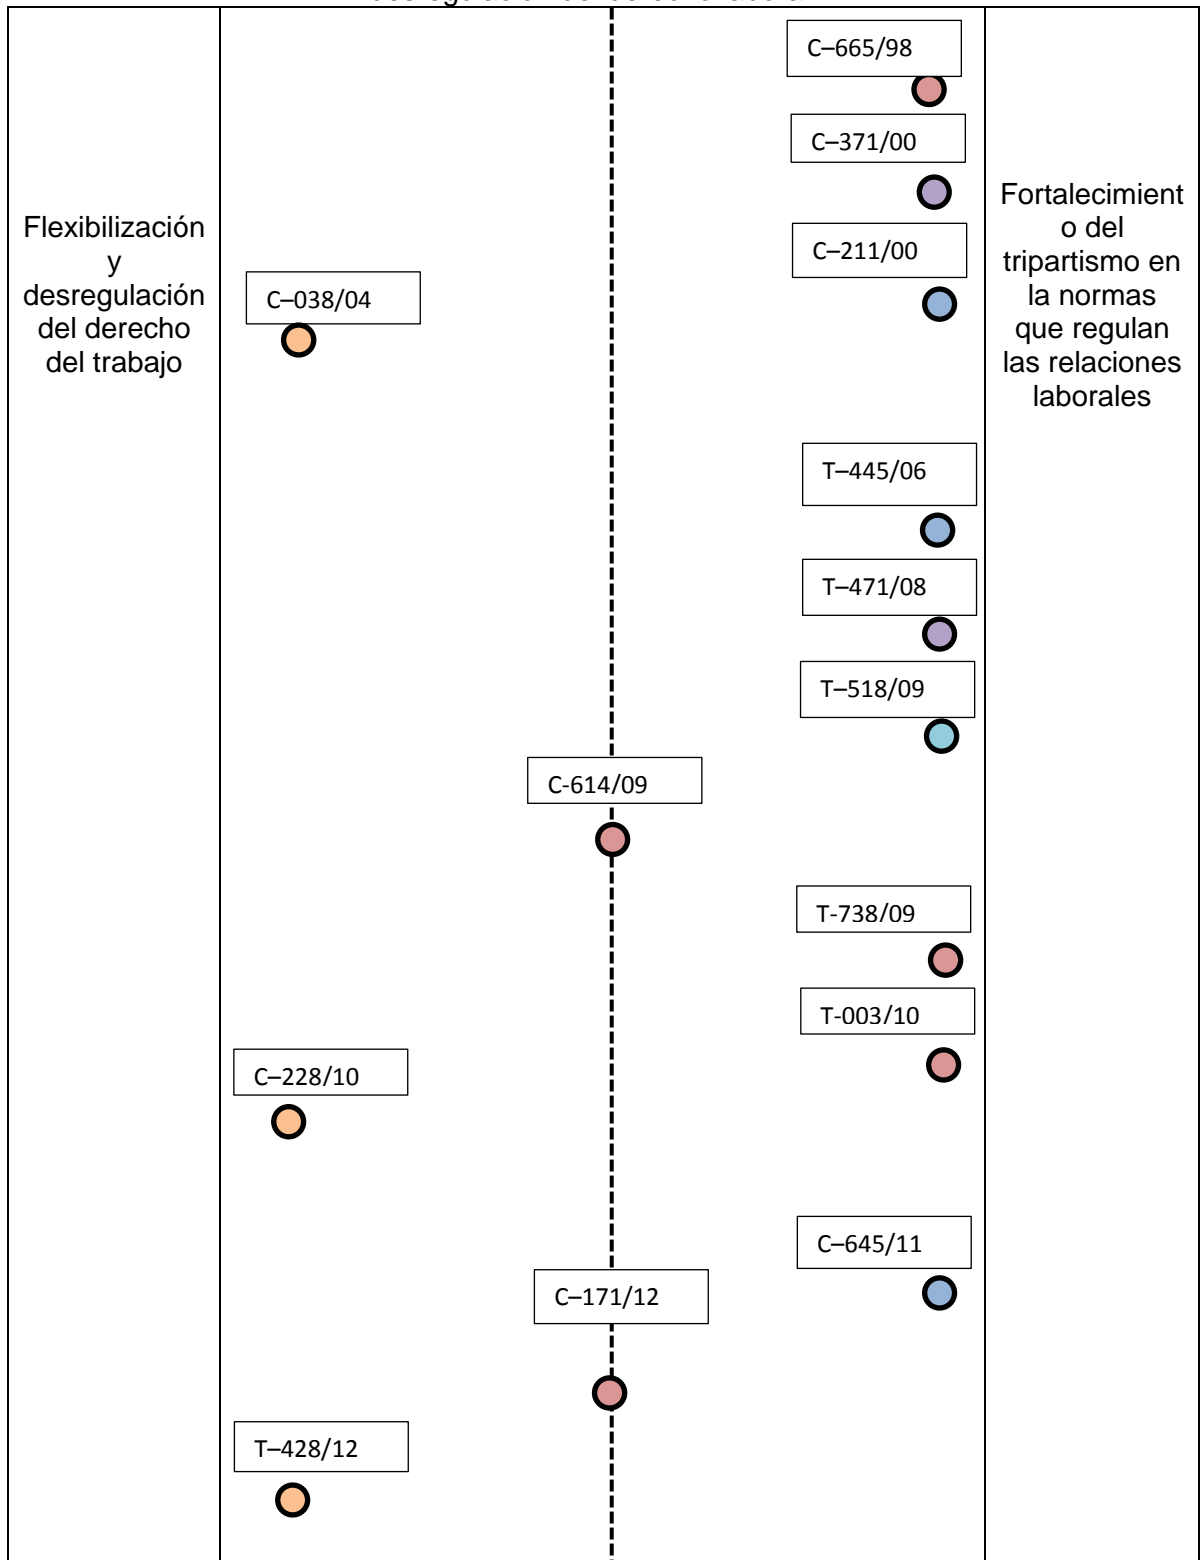 C–665/98
C–371/00
Flexibilización
y
desregulación
del derecho
del trabajo
Fortalecimient
o del
tripartismo en
la normas
que regulan
las relaciones
laborales
C–211/00
C–038/04
T–445/06
T–471/08
T–518/09
C-614/09
T-738/09
T-003/10
C–228/10
C–645/11
C–171/12
T–428/12